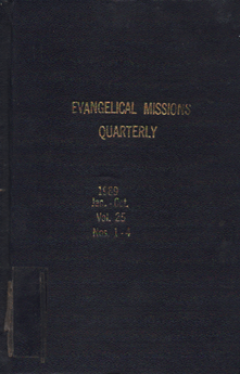 EVANGELICAL MISSIONS
QUARTERLY
1989
Jan. - Oct.
Vol. 25
Nos. 1-4